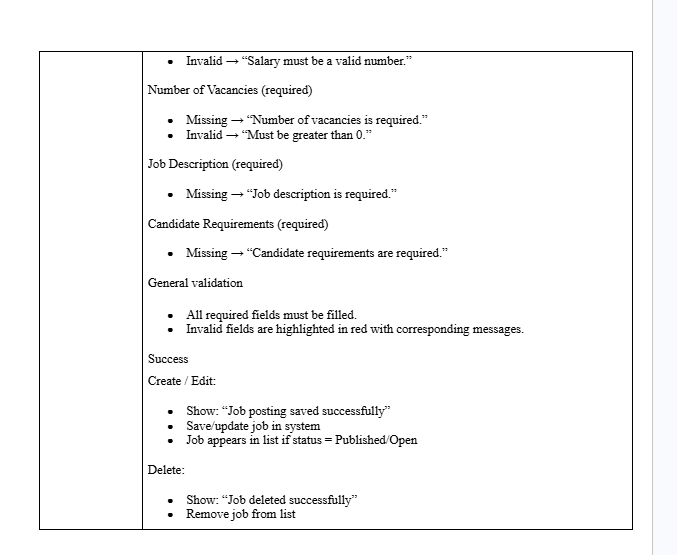 • Invalid → “Salary must be a valid number.”
Number of Vacancies (required)
• Missing → “Number of vacancies is required.”
• Invalid → “Must be greater than 0.”
Job Description (required)
• Missing → “Job description is required.”
Candidate Requirements (required)
• Missing → “Candidate requirements are required.”
General validation
• All required fields must be filled.
• Invalid fields are highlighted in red with corresponding messages.
Success
Create / Edit:
• Show: “Job posting saved successfully”
• Save/update job in system
• Job appears in list if status = Published/Open
Delete:
• Show: “Job deleted successfully”
• Remove job from list